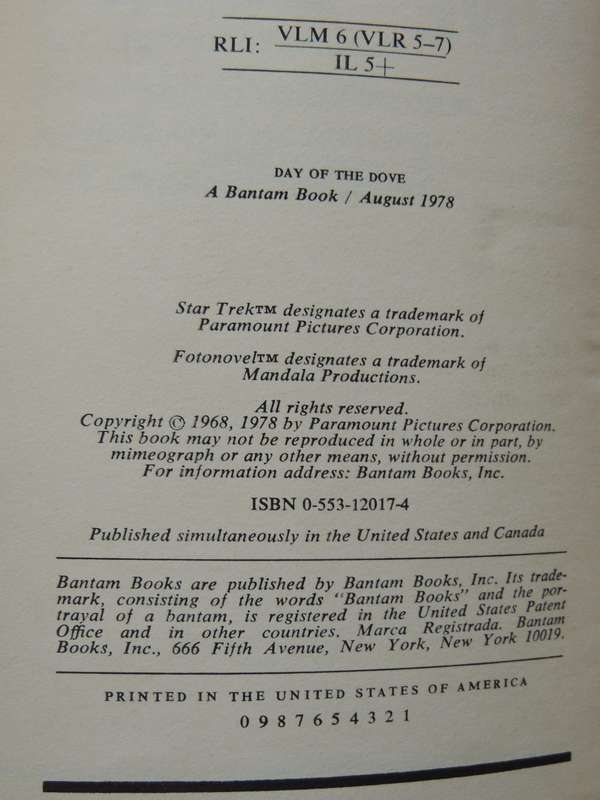 RLI: VLM 6 (VLR 5–7)
IL 5+
DAY OF THE DOVE
A Bantam Book / August 1978
Star Trek™ designates a trademark of
Paramount Pictures Corporation.
Fotonovel™ designates a trademark of
Mandala Productions.
All rights reserved.
Copyright © 1968, 1978 by Paramount Pictures Corporation.
This book may not be reproduced in whole or in part, by
mimeograph or any other means, without permission.
For information address: Bantam Books, Inc.
ISBN 0-553-12017-4
Published simultaneously in the United States and Canada
Bantam Books are published by Bantam Books, Inc. Its trade-
mark, consisting of the words "Bantam Books" and the por-
trayal of a bantam, is registered in the United States Patent
Office and in other countries. Marca Registrada. Bantam
Books, Inc., 666 Fifth Avenue, New York, New York 10019.
PRINTED IN THE UNITED STATES OF AMERICA
0 9 8 7 6 5 4 3 2 1